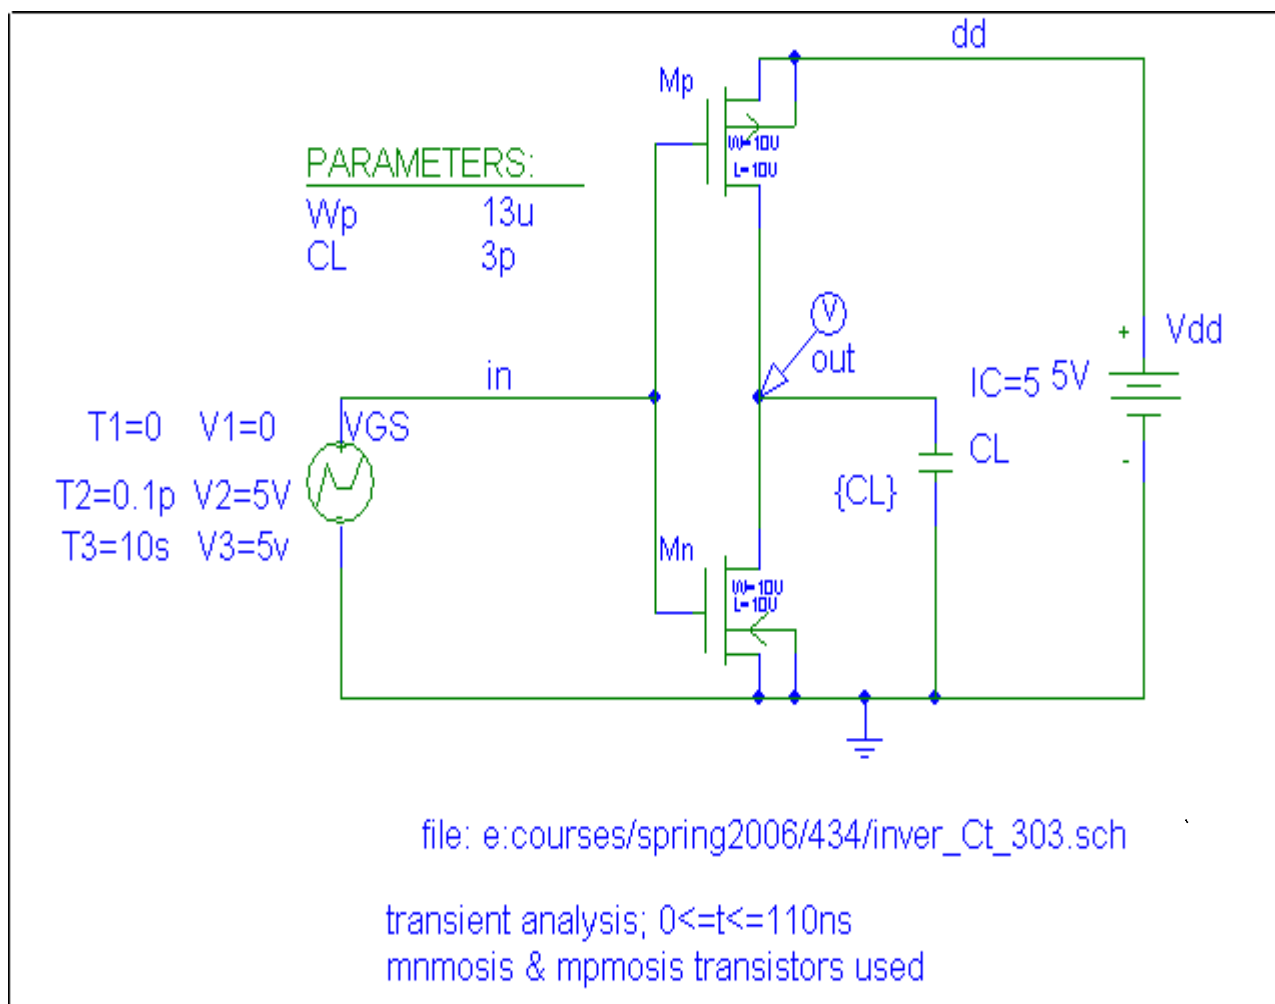 dd
Mp
W=10U
L=10U
PARAMETERS:
Wp 13u
CL 3p
V
out
Vdd
+
IC=5 5V
in
T1=0 V1=0 VGS
CL
-
T2=0.1p V2=5V
{CL}
T3=10s V3=5v
Mn
W=10U
L=10U
file: e:courses/spring2006/434/inver_Ct_303.sch
transient analysis; 0<=t<=110ns
mnmosis & mpmosis transistors used